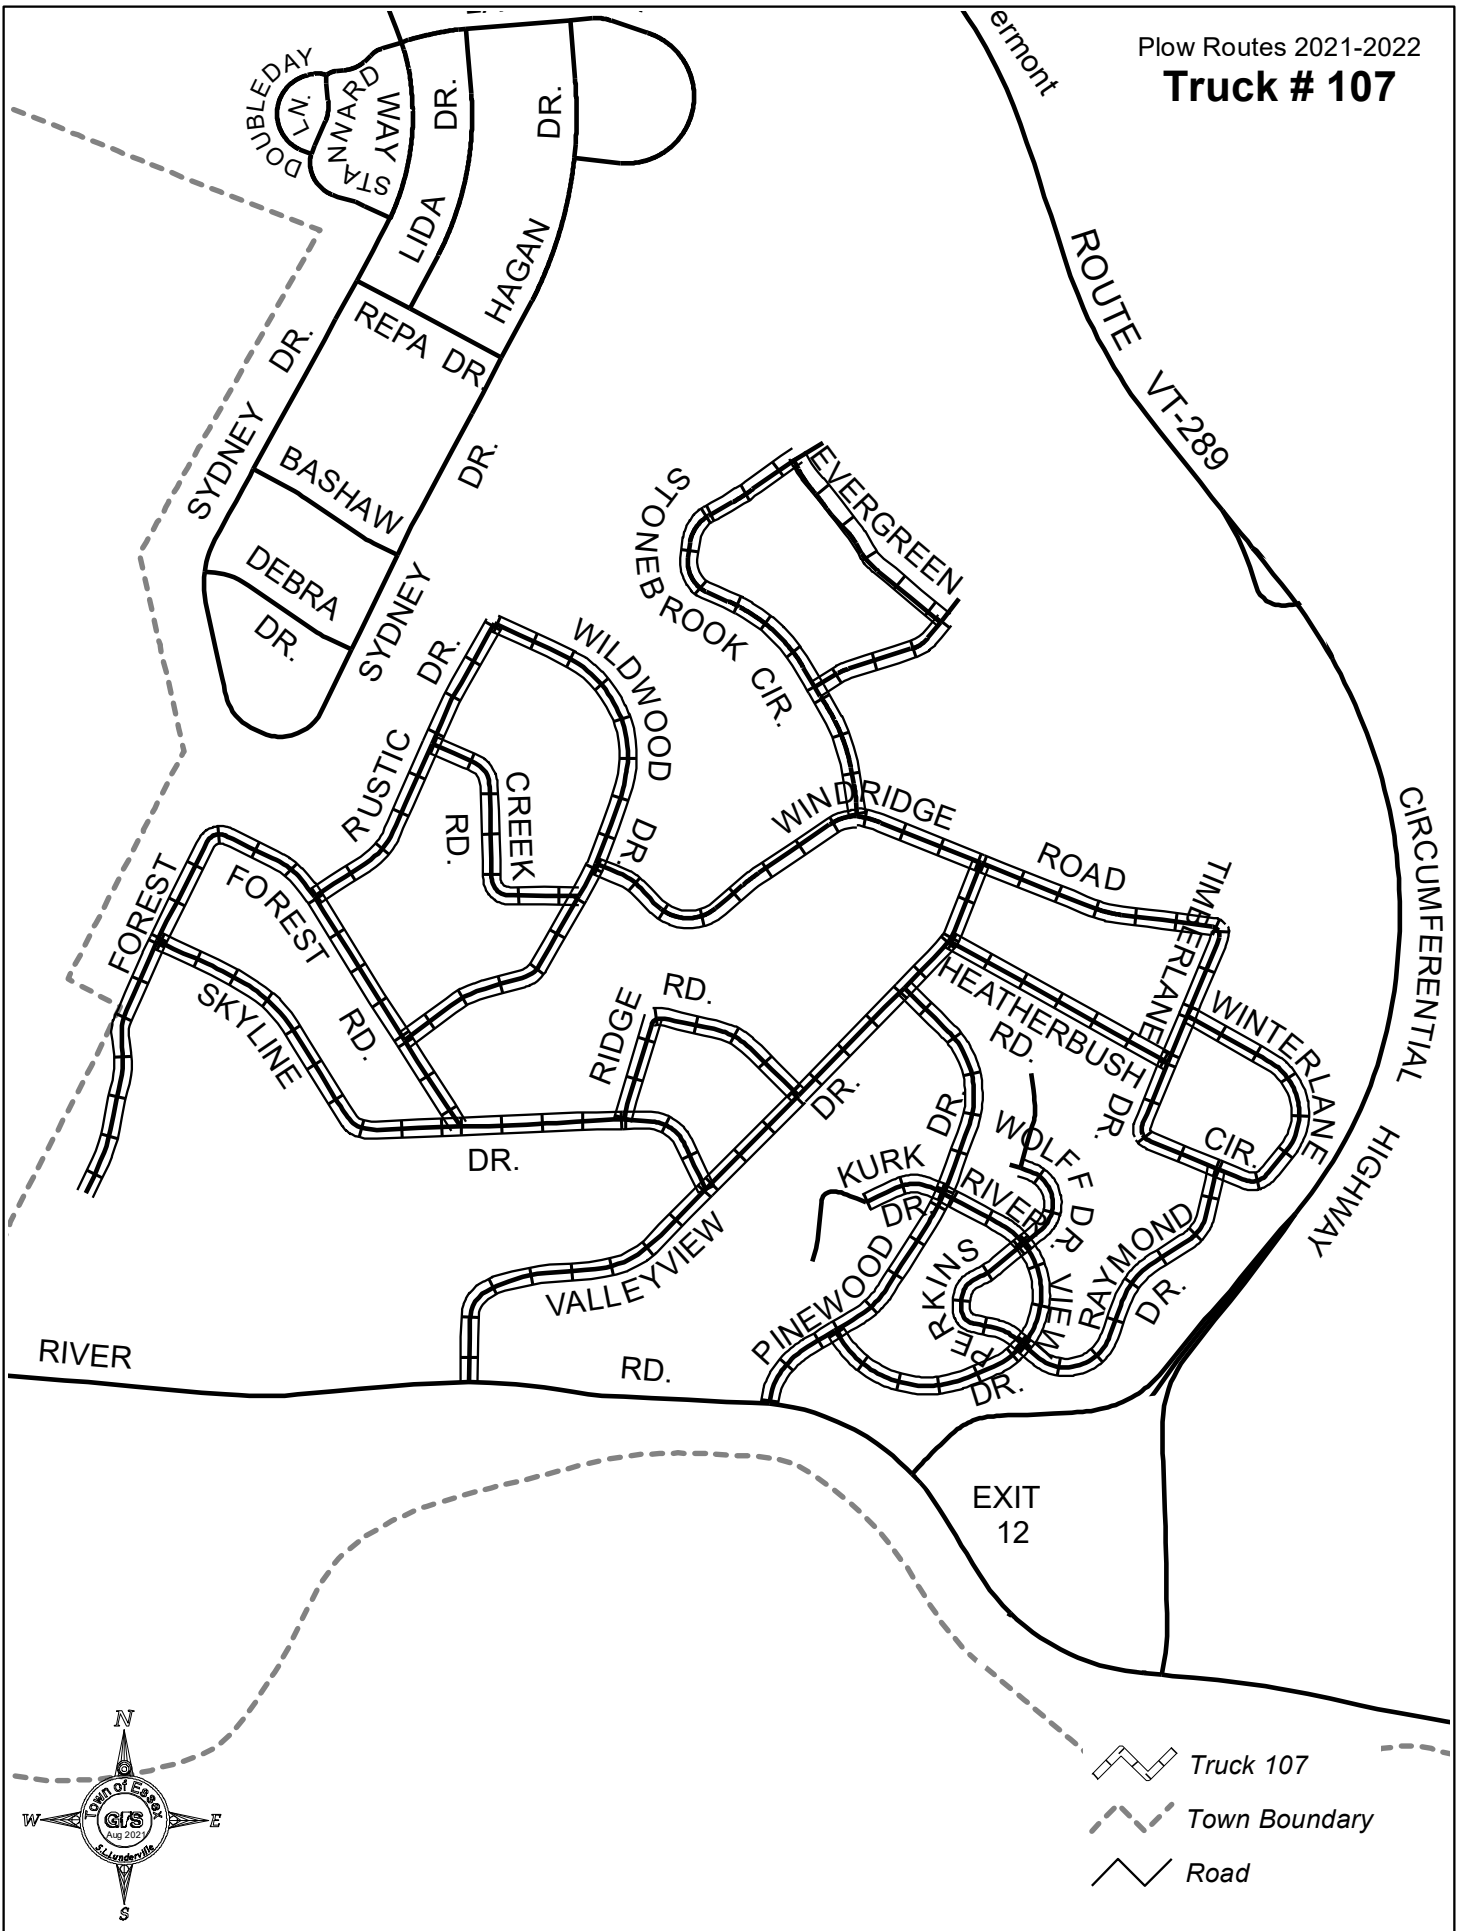 ermont
Plow Routes 2021-2022
Truck # 107
DOUBLEDAY
LN.
STANNARD
WAY
LIDA
DR.
HAGAN
DR.
REPA DR.
SYDNEY
DR.
BASHAW
DR.
DEBRA
DR.
SYDNEY
ROUTE VT-289
STONEBROOK CIR.
EVERGREEN
RUSTIC
DR.
WILDWOOD
DR.
CREEK
RD.
WINDRIDGE
ROAD
FOREST
FOREST
RD.
SKYLINE
DR.
RIDGE
RD.
TIMBERLANE
DR.
HEATHERBUSH
RD.
WINTERLANE
CIR.
CIRCUMFERENTIAL
HIGHWAY
VALLEYVIEW
DR.
KURK
DR.
PINEWOOD
DR.
WOLFF DR.
RIVER
VIEW
DR.
PERKINS
RAYMOND
DR.
RIVER
RD.
EXIT
12
N
W
E
S
Town of Essex
GIS
Aug 2021
S.L.Lunderville
Truck 107
Town Boundary
Road